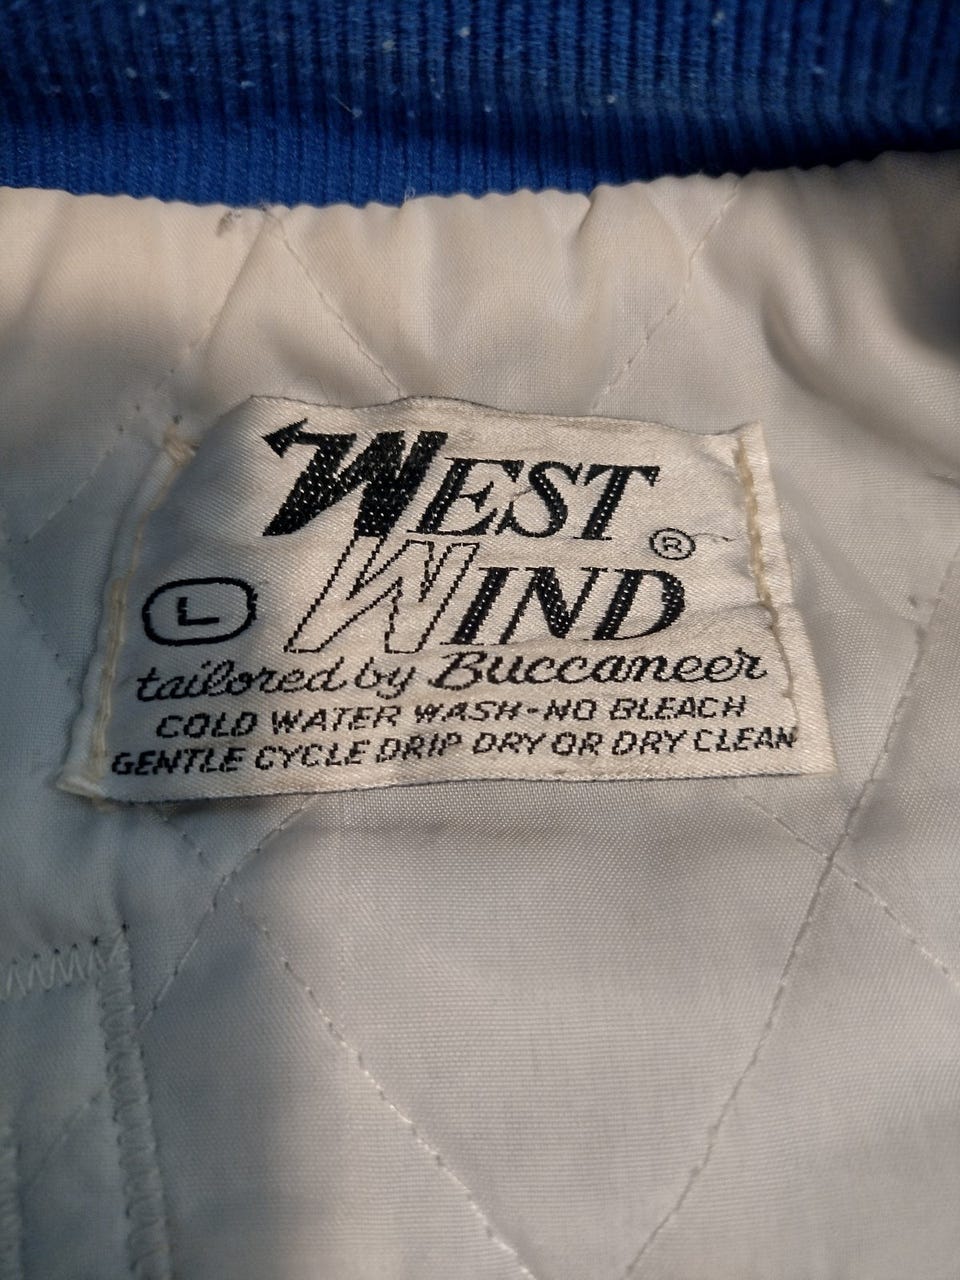 WEST
WIND ®
L
tailored by Buccaneer
COLD WATER WASH-NO BLEACH
GENTLE CYCLE DRIP DRY OR DRY CLEAN